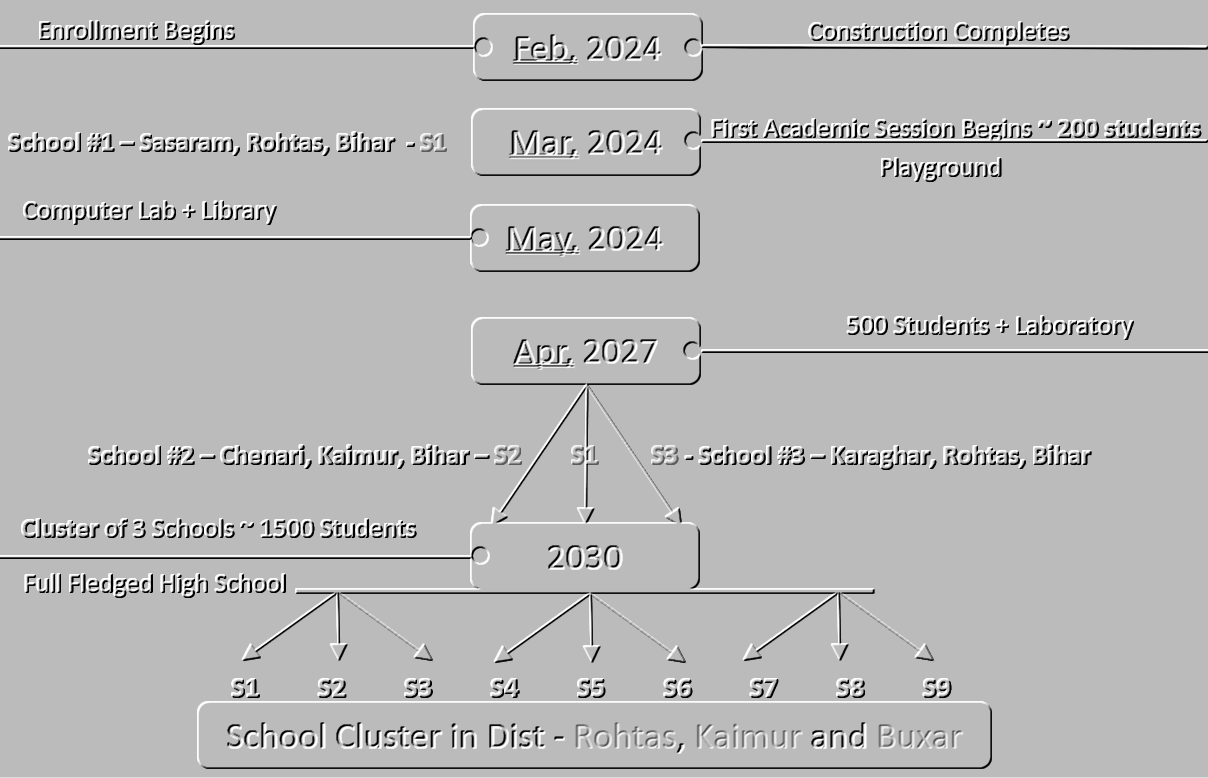 Enrollment Begins
Feb, 2024
Construction Completes
School #1 – Sasaram, Rohtas, Bihar - S1
Mar, 2024
First Academic Session Begins ~ 200 students
Playground
Computer Lab + Library
May, 2024
500 Students + Laboratory
Apr, 2027
School #2 – Chenari, Kaimur, Bihar – S2
S1
S3 - School #3 – Karaghar, Rohtas, Bihar
Cluster of 3 Schools ~ 1500 Students
2030
Full Fledged High School
S1 S2 S3 S4 S5 S6 S7 S8 S9
School Cluster in Dist - Rohtas, Kaimur and Buxar